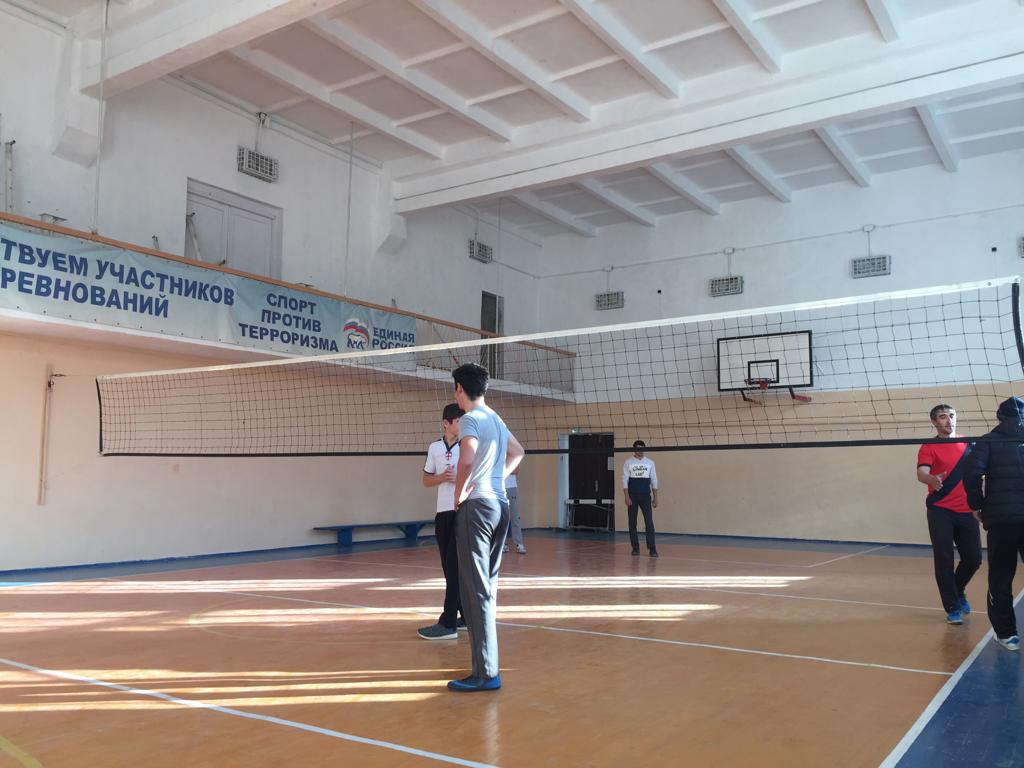 ТВУЕМ УЧАСТНИКОВ
РЕВНОВАНИЙ
СПОРТ
ПРОТИВ
ТЕРРОРИЗМА
ЕДИНАЯ
РОССИЯ